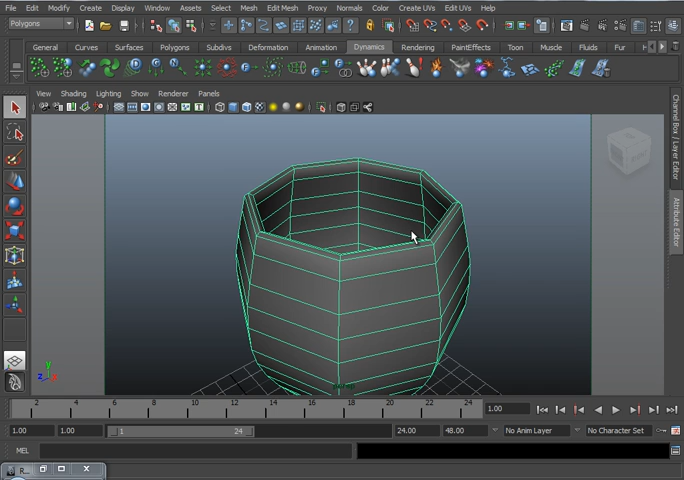 File Edit Modify Create Display Window Assets Select Mesh Edit Mesh Proxy Normals Color Create UVs Edit UVs Help
Polygons
General Curves Surfaces Polygons Subdivs Deformation Animation Dynamics Rendering PaintEffects Toon Muscle Fluids Fur
View Shading Lighting Show Renderer Panels
Channel Box / Layer Editor
Attribute Editor
persp
2 4 6 8 10 12 14 16 18 20 22 24 1.00
1.00 1.00 1 24 24.00 48.00 No Anim Layer No Character Set
MEL
R...